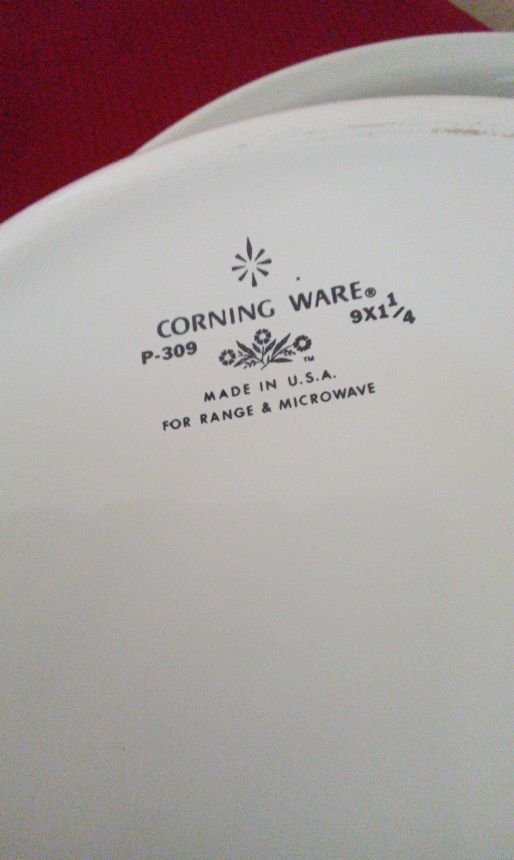 CORNING WARE®
P-309 9X1 1/4
TM
MADE IN U.S.A.
FOR RANGE & MICROWAVE